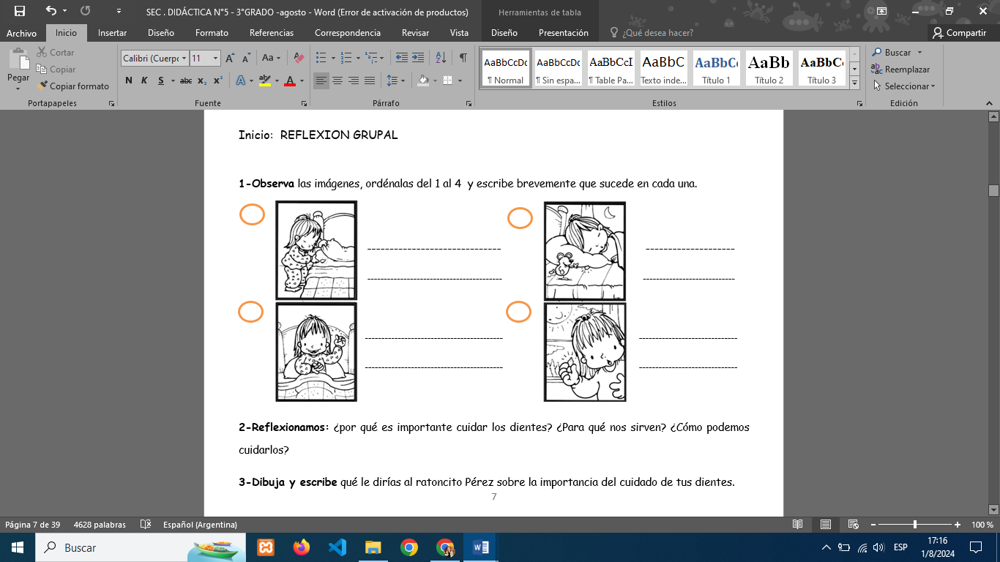 SEC . DIDÁCTICA N°5 - 3°GRADO -agosto - Word (Error de activación de productos)
Herramientas de tabla
Archivo
Inicio
Insertar
Diseño
Formato
Referencias
Correspondencia
Revisar
Vista
Diseño
Presentación
¿Qué desea hacer?
Compartir
Pegar
Cortar
Copiar
Copiar formato
Portapapeles
Calibri (Cuerpo
11
Aa
N K S abc x₂ x²
Fuente
Párrafo
AaBbCcDc
¶ Normal
AaBbCcDc
¶ Sin espa...
AaBbCcI
¶ Table Pa...
AaBbC
Texto inde...
AaBbCc
Título 1
AaBb
Título 2
AaBbCc
Título 3
Estilos
Buscar
Reemplazar
Seleccionar
Edición
Inicio: REFLEXION GRUPAL
1-Observa las imágenes, ordénalas del 1 al 4 y escribe brevemente que sucede en cada una.
2-Reflexionamos: ¿por qué es importante cuidar los dientes? ¿Para qué nos sirven? ¿Cómo podemos
cuidarlos?
3-Dibuja y escribe qué le dirías al ratoncito Pérez sobre la importancia del cuidado de tus dientes.
7
Página 7 de 39
4628 palabras
Español (Argentina)
100 %
Buscar
ESP
17:16
1/8/2024